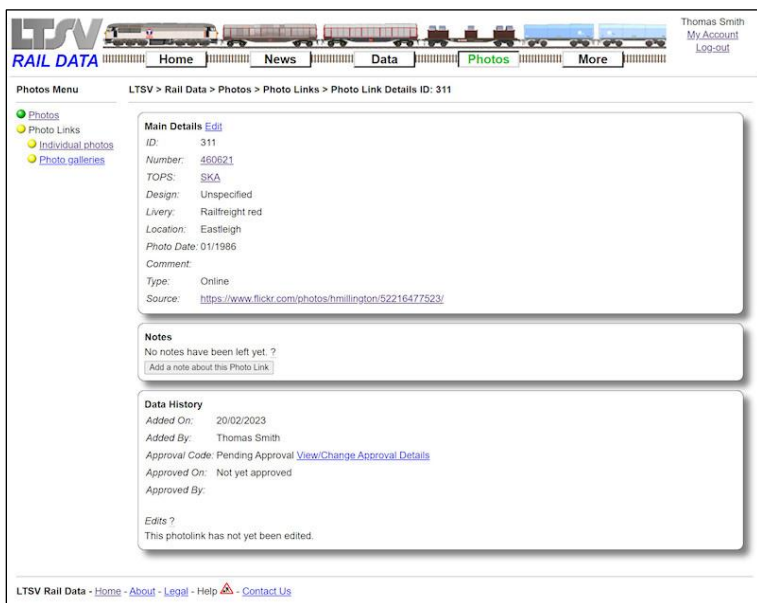 LTSV
RAIL DATA
Home
News
Data
Photos
More
Thomas Smith
My Account
Log-out
Photos Menu
Photos
Photo Links
Individual photos
Photo galleries
LTSV > Rail Data > Photos > Photo Links > Photo Link Details ID: 311
Main Details Edit
ID: 311
Number: 460621
TOPS: SKA
Design: Unspecified
Livery: Railfreight red
Location: Eastleigh
Photo Date: 01/1986
Comment:
Type: Online
Source: https://www.flickr.com/photos/hmillington/52216477523/
Notes
No notes have been left yet. ?
Add a note about this Photo Link
Data History
Added On: 20/02/2023
Added By: Thomas Smith
Approval Code: Pending Approval View/Change Approval Details
Approved On: Not yet approved
Approved By:
Edits ?
This photolink has not yet been edited.
LTSV Rail Data - Home - About - Legal - Help - Contact Us